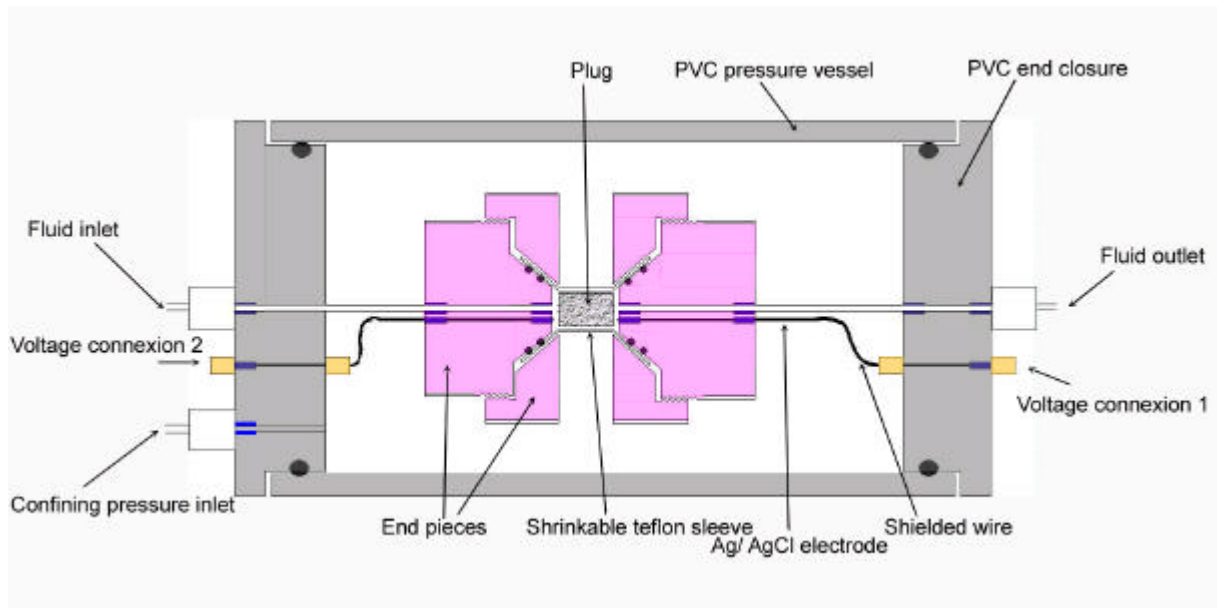 Plug
PVC pressure vessel
PVC end closure
Fluid inlet
Fluid outlet
Voltage connexion 2
Voltage connexion 1
Confining pressure inlet
End pieces
Shrinkable teflon sleeve
Ag/ AgCl electrode
Shielded wire